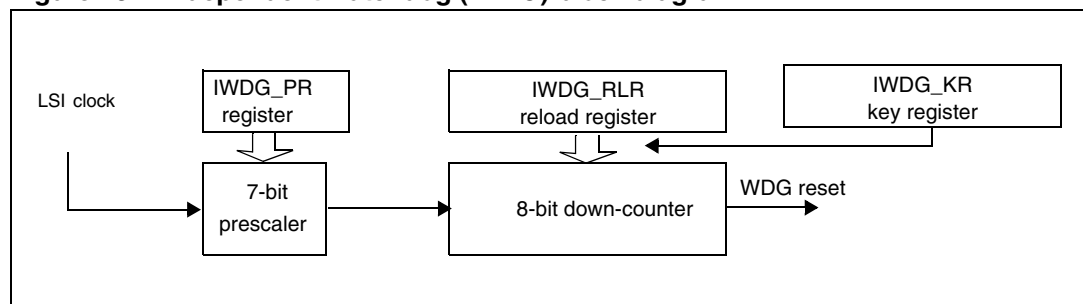 LSI clock
IWDG_PR
register
IWDG_RLR
reload register
IWDG_KR
key register
7-bit
prescaler
8-bit down-counter
WDG reset